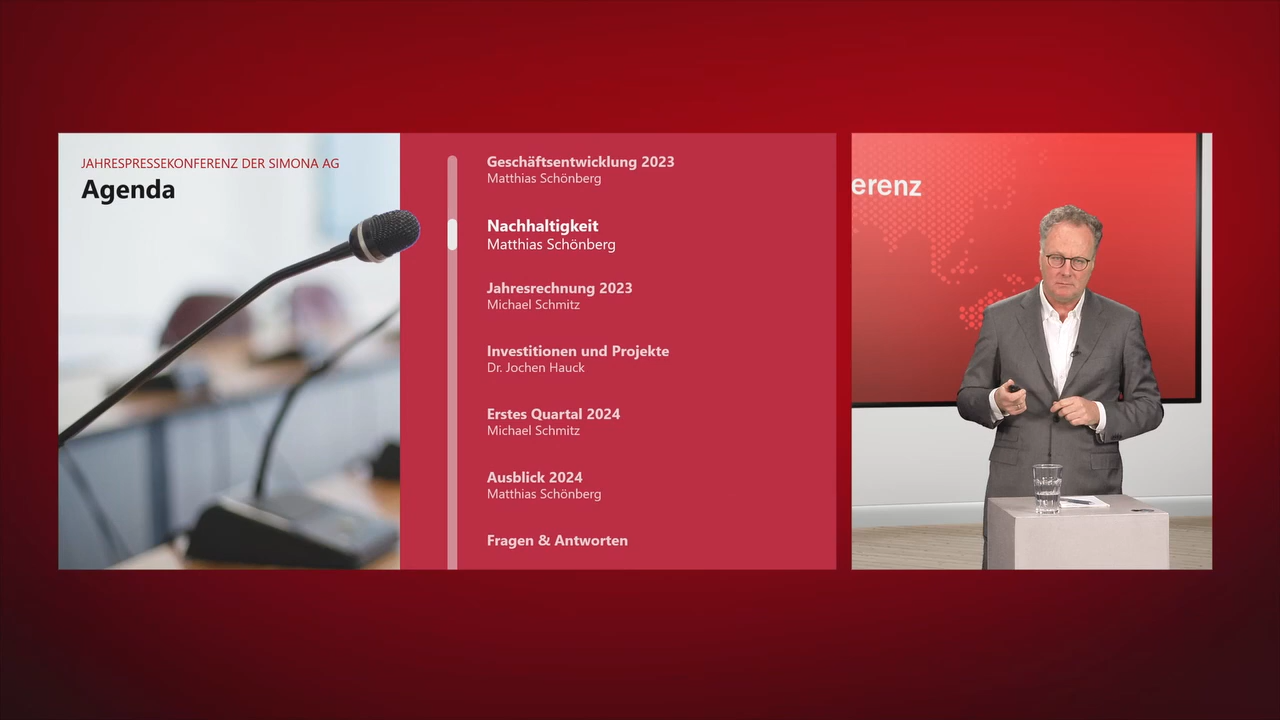 JAHRESPRESSEKONFERENZ DER SIMONA AG
Agenda
Geschäftsentwicklung 2023
Matthias Schönberg
Nachhaltigkeit
Matthias Schönberg
Jahresrechnung 2023
Michael Schmitz
Investitionen und Projekte
Dr. Jochen Hauck
Erstes Quartal 2024
Michael Schmitz
Ausblick 2024
Matthias Schönberg
Fragen & Antworten
erenz